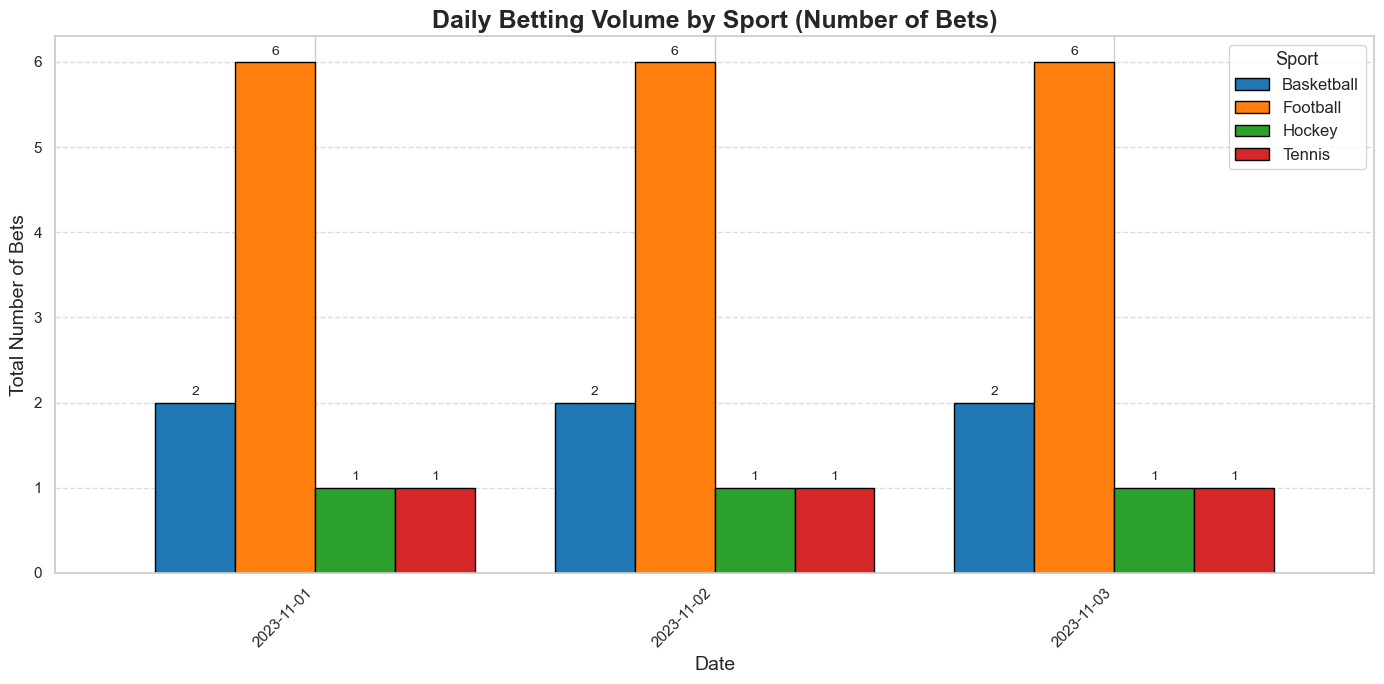 Daily Betting Volume by Sport (Number of Bets)
Total Number of Bets
6
5
4
3
2
1
0
2
6
1
1
2
6
1
1
2
6
1
1
Sport
Basketball
Football
Hockey
Tennis
2023-11-01
2023-11-02
2023-11-03
Date